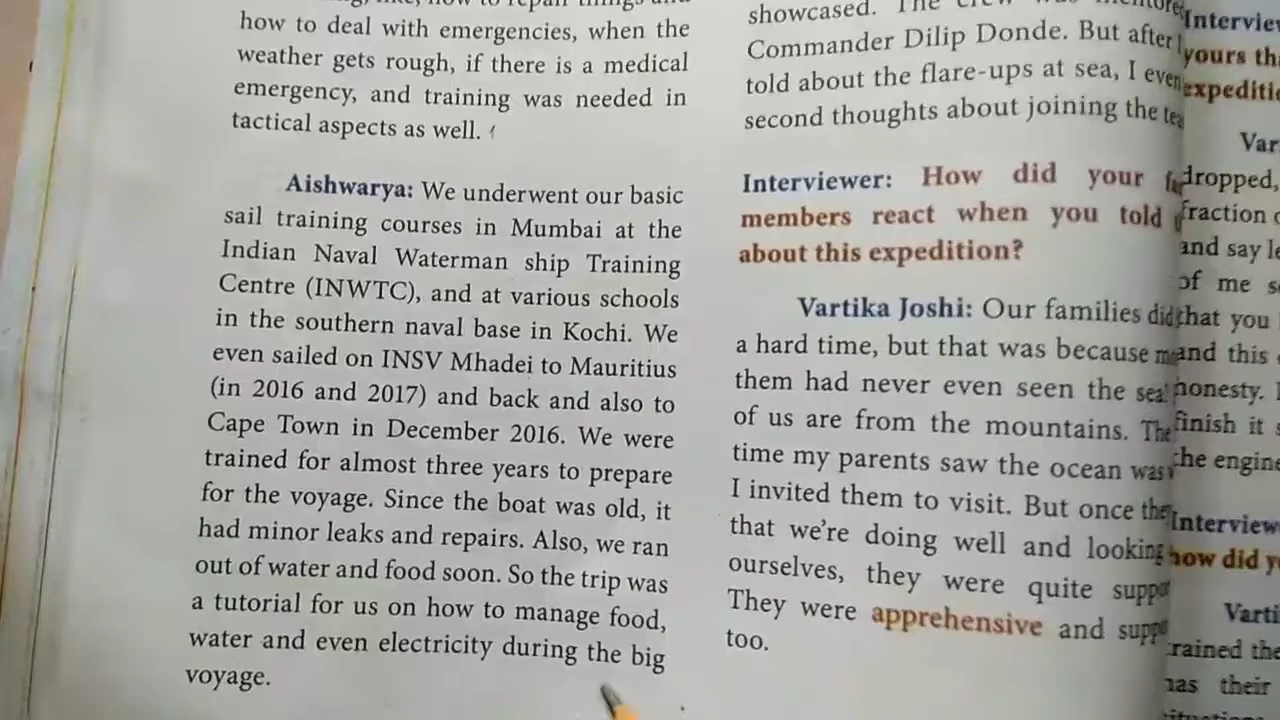 how to deal with emergencies, when the
weather gets rough, if there is a medical
emergency, and training was needed in
tactical aspects as well.
Aishwarya: We underwent our basic
sail training courses in Mumbai at the
Indian Naval Waterman ship Training
Centre (INWTC), and at various schools
in the southern naval base in Kochi. We
even sailed on INSV Mhadei to Mauritius
(in 2016 and 2017) and back and also to
Cape Town in December 2016. We were
trained for almost three years to prepare
for the voyage. Since the boat was old, it
had minor leaks and repairs. Also, we ran
out of water and food soon. So the trip was
a tutorial for us on how to manage food,
water and even electricity during the big
voyage.
showcased. The crew was
Commander Dilip Donde. But after
told about the flare-ups at sea, I even
second thoughts about joining the
Interviewer: How did your
members react when you told
about this expedition?
Vartika Joshi: Our families
a hard time, but that was because
them had never even seen the
of us are from the mountains.
time my parents saw the ocean was
I invited them to visit. But once
that we're doing well and looking
ourselves, they were quite
They were apprehensive and
too.
yours
dropped,
fraction
and say
of me
that you
and this
honesty.
finish it
the
how did
has their